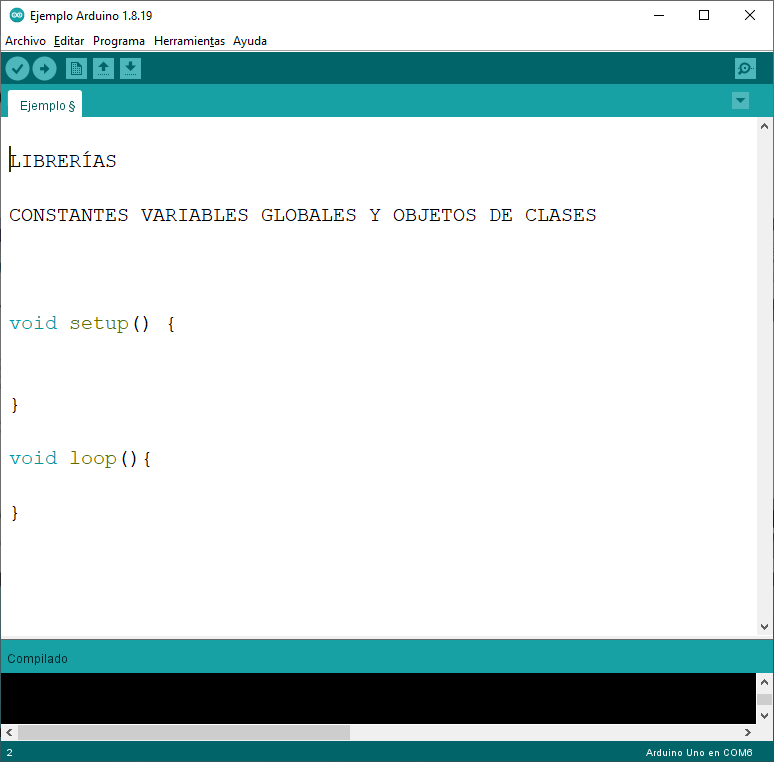 Ejemplo Arduino 1.8.19
Archivo Editar Programa Herramientas Ayuda
Ejemplo §
LIBRERÍAS
CONSTANTES VARIABLES GLOBALES Y OBJETOS DE CLASES
void setup() {
}
void loop(){
}
Compilado
2
Arduino Uno en COM6